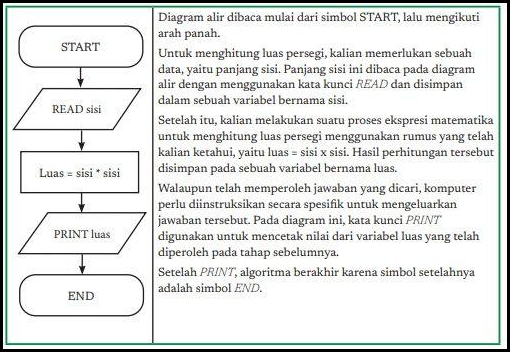 START
READ sisi
Luas = sisi * sisi
PRINT luas
END
Diagram alir dibaca mulai dari simbol START, lalu mengikuti
arah panah.
Untuk menghitung luas persegi, kalian memerlukan sebuah
data, yaitu panjang sisi. Panjang sisi ini dibaca pada diagram
alir dengan menggunakan kata kunci READ dan disimpan
dalam sebuah variabel bernama sisi.
Setelah itu, kalian melakukan suatu proses ekspresi matematika
untuk menghitung luas persegi menggunakan rumus yang telah
kalian ketahui, yaitu luas = sisi x sisi. Hasil perhitungan tersebut
disimpan pada sebuah variabel bernama luas.
Walaupun telah memperoleh jawaban yang dicari, komputer
perlu diinstruksikan secara spesifik untuk mengeluarkan
jawaban tersebut. Pada diagram ini, kata kunci PRINT
digunakan untuk mencetak nilai dari variabel luas yang telah
diperoleh pada tahap sebelumnya.
Setelah PRINT, algoritma berakhir karena simbol setelahnya
adalah simbol END.